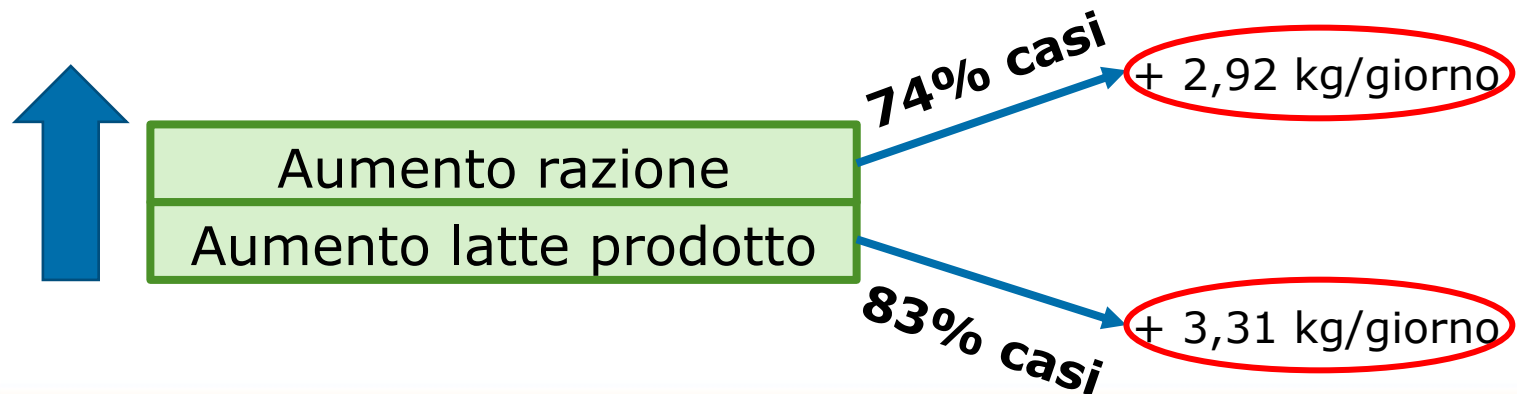 74% casi
+ 2,92 kg/giorno
Aumento razione
Aumento latte prodotto
83% casi
+ 3,31 kg/giorno